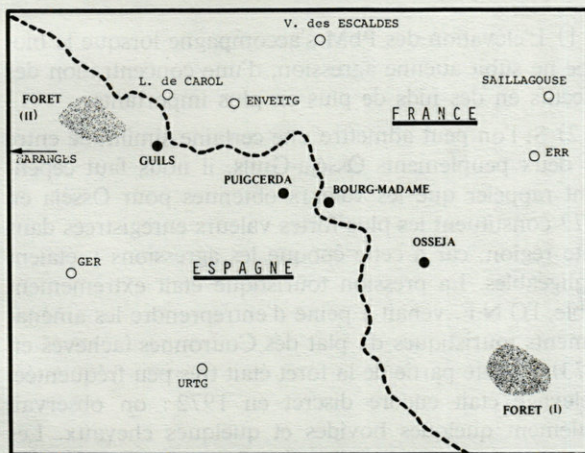 V. des ESCALDES
L. CAROL
SAILLAGOUSE
FORET
(II)
ENVEITG
FRANCE
NARANGES
GUILS
ERR
PUIGCERDA
BOURG-MADAME
OSSEJA
GER
ESPAGNE
URTG
FORET (I)